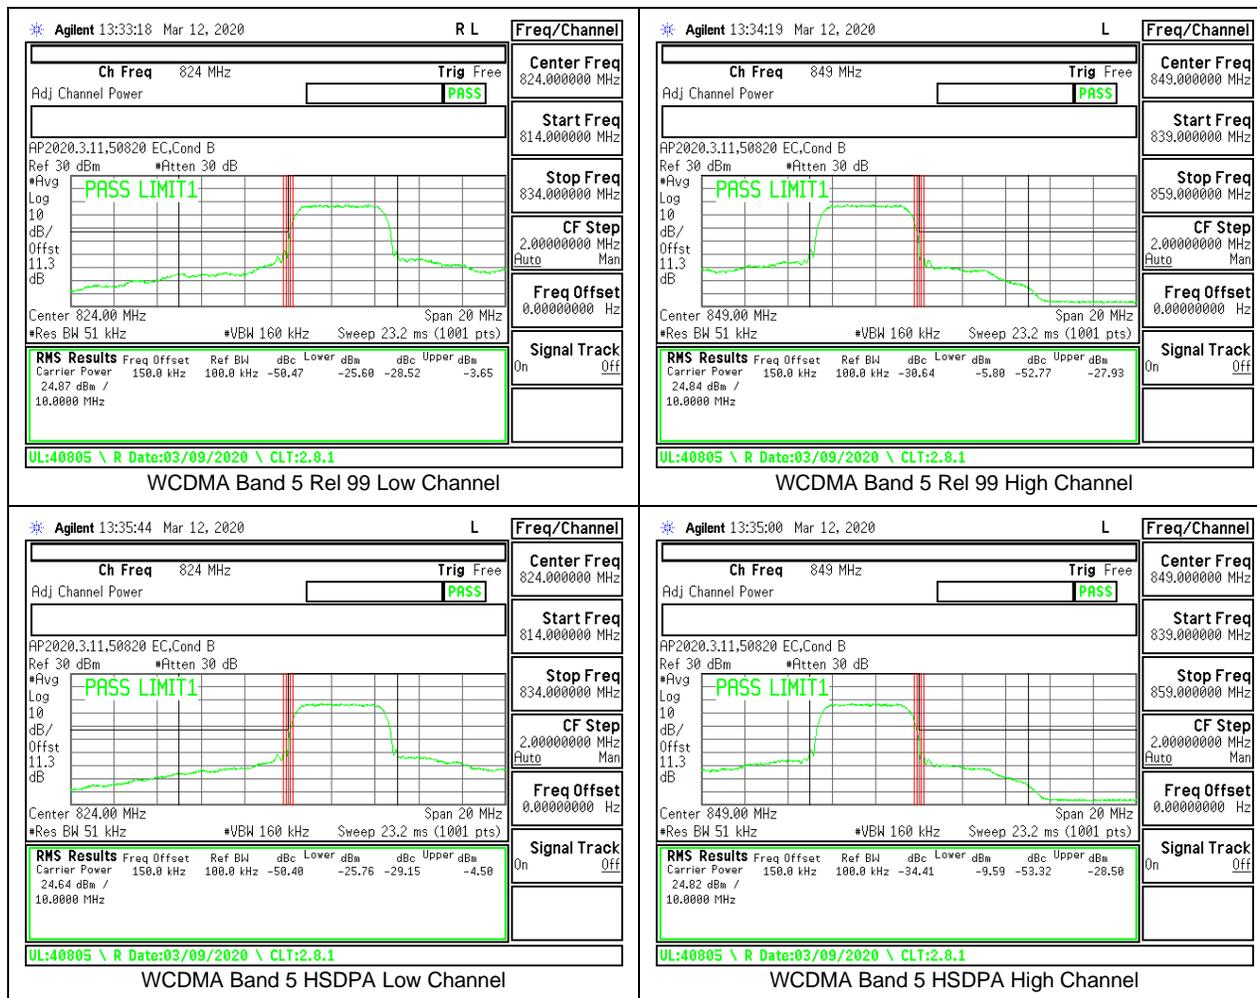 Agilent 13:33:18 Mar 12, 2020 R L Freq/Channel
Ch Freq 824 MHz Trig Free
Adj Channel Power PASS
Center Freq
824.000000 MHz
Start Freq
814.000000 MHz
AP2020.3.11,50820 EC,Cond B
Ref 30 dBm #Atten 30 dB
#Avg
Log
10
dB/
Offst
11.3
dB
PASS LIMIT1
Stop Freq
834.000000 MHz
CF Step
2.00000000 MHz
Auto Man
Freq Offset
0.00000000 Hz
Center 824.00 MHz Span 20 MHz
#Res BW 51 kHz #VBW 160 kHz Sweep 23.2 ms (1001 pts)
Signal Track
On Off
RMS Results Freq Offset Ref BW dBc Lower dBm dBc Upper dBm
Carrier Power 150.0 kHz 100.0 kHz -50.47 -25.60 -28.52 -3.65
24.87 dBm /
10.0000 MHz
UL:40805 \ R Date:03/09/2020 \ CLT:2.8.1
WCDMA Band 5 Rel 99 Low Channel
Agilent 13:34:19 Mar 12, 2020 L Freq/Channel
Ch Freq 849 MHz Trig Free
Adj Channel Power PASS
Center Freq
849.000000 MHz
Start Freq
839.000000 MHz
AP2020.3.11,50820 EC,Cond B
Ref 30 dBm #Atten 30 dB
#Avg
Log
10
dB/
Offst
11.3
dB
PASS LIMIT1
Stop Freq
859.000000 MHz
CF Step
2.00000000 MHz
Auto Man
Freq Offset
0.00000000 Hz
Center 849.00 MHz Span 20 MHz
#Res BW 51 kHz #VBW 160 kHz Sweep 23.2 ms (1001 pts)
Signal Track
On Off
RMS Results Freq Offset Ref BW dBc Lower dBm dBc Upper dBm
Carrier Power 150.0 kHz 100.0 kHz -30.64 -5.80 -52.77 -27.93
24.84 dBm /
10.0000 MHz
UL:40805 \ R Date:03/09/2020 \ CLT:2.8.1
WCDMA Band 5 Rel 99 High Channel
Agilent 13:35:44 Mar 12, 2020 L Freq/Channel
Ch Freq 824 MHz Trig Free
Adj Channel Power PASS
Center Freq
824.000000 MHz
Start Freq
814.000000 MHz
AP2020.3.11,50820 EC,Cond B
Ref 30 dBm #Atten 30 dB
#Avg
Log
10
dB/
Offst
11.3
dB
PASS LIMIT1
Stop Freq
834.000000 MHz
CF Step
2.00000000 MHz
Auto Man
Freq Offset
0.00000000 Hz
Center 824.00 MHz Span 20 MHz
#Res BW 51 kHz #VBW 160 kHz Sweep 23.2 ms (1001 pts)
Signal Track
On Off
RMS Results Freq Offset Ref BW dBc Lower dBm dBc Upper dBm
Carrier Power 150.0 kHz 100.0 kHz -50.40 -25.76 -29.15 -4.50
24.64 dBm /
10.0000 MHz
UL:40805 \ R Date:03/09/2020 \ CLT:2.8.1
WCDMA Band 5 HSDPA Low Channel
Agilent 13:35:00 Mar 12, 2020 L Freq/Channel
Ch Freq 849 MHz Trig Free
Adj Channel Power PASS
Center Freq
849.000000 MHz
Start Freq
839.000000 MHz
AP2020.3.11,50820 EC,Cond B
Ref 30 dBm #Atten 30 dB
#Avg
Log
10
dB/
Offst
11.3
dB
PASS LIMIT1
Stop Freq
859.000000 MHz
CF Step
2.00000000 MHz
Auto Man
Freq Offset
0.00000000 Hz
Center 849.00 MHz Span 20 MHz
#Res BW 51 kHz #VBW 160 kHz Sweep 23.2 ms (1001 pts)
Signal Track
On Off
RMS Results Freq Offset Ref BW dBc Lower dBm dBc Upper dBm
Carrier Power 150.0 kHz 100.0 kHz -34.41 -9.59 -53.32 -28.50
24.82 dBm /
10.0000 MHz
UL:40805 \ R Date:03/09/2020 \ CLT:2.8.1
WCDMA Band 5 HSDPA High Channel